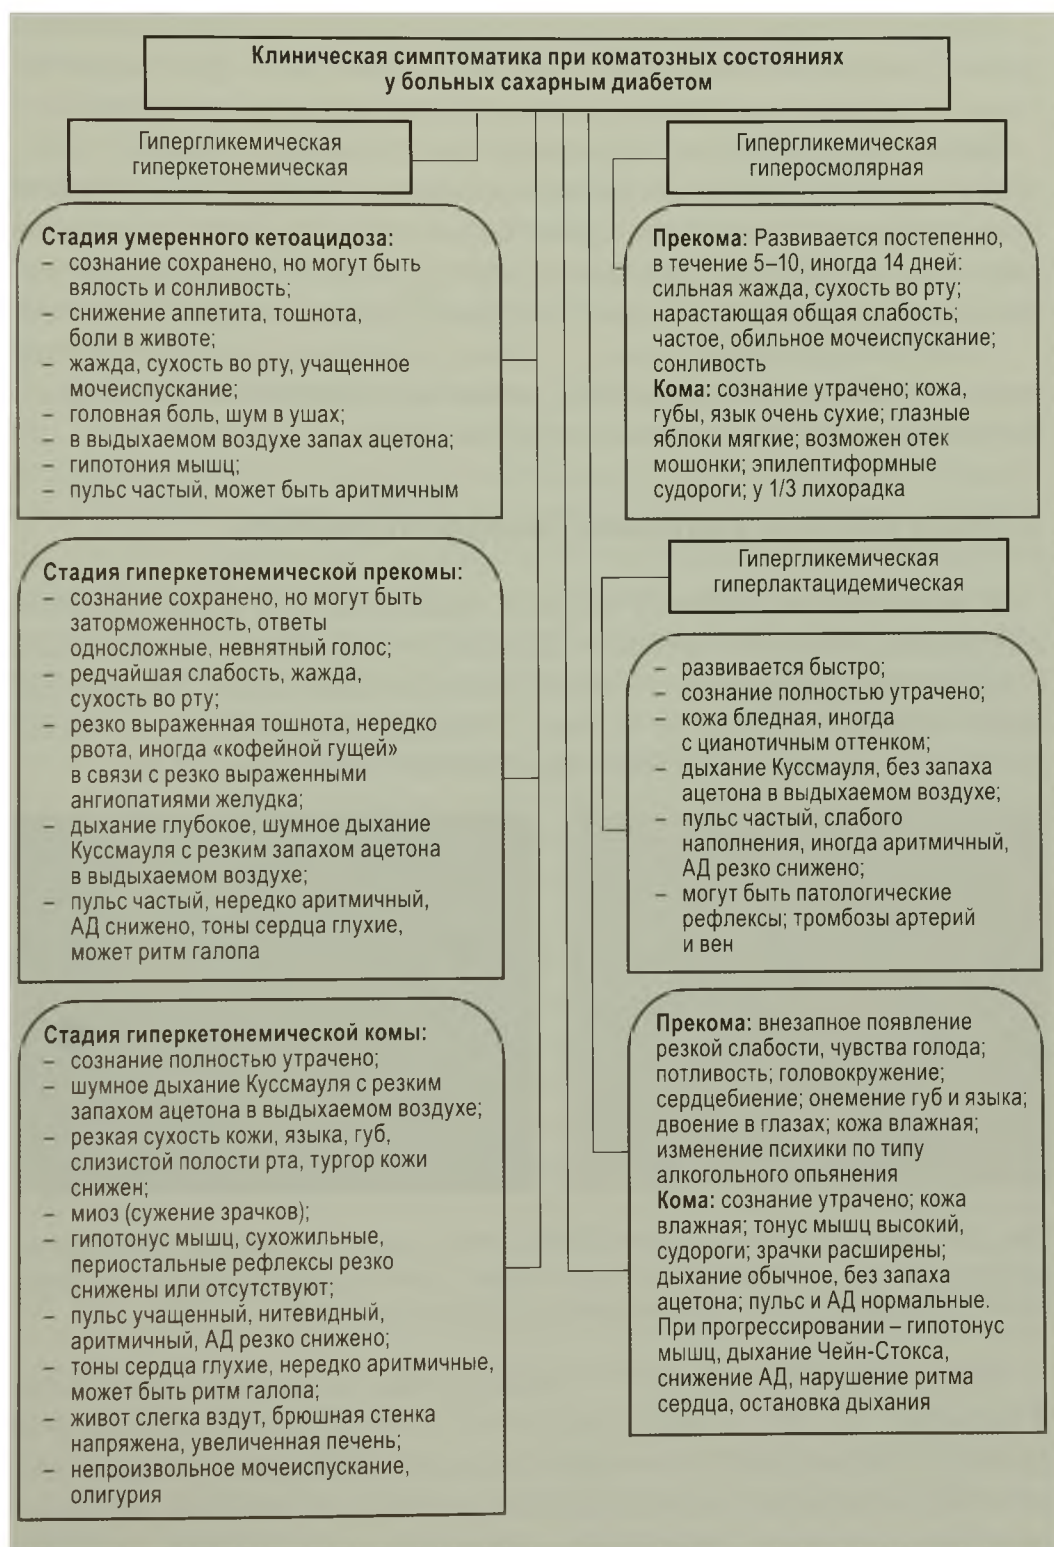 Клиническая симптоматика при коматозных состояниях
у больных сахарным диабетом
Гипергликемическая
гиперкетонемическая
Стадия умеренного кетоацидоза:
– сознание сохранено, но могут быть
вялость и сонливость;
– снижение аппетита, тошнота,
боли в животе;
– жажда, сухость во рту, учащенное
мочеиспускание;
– головная боль, шум в ушах;
– в выдыхаемом воздухе запах ацетона;
– гипотония мышц;
– пульс частый, может быть аритмичным
Стадия гиперкетонемической прекомы:
– сознание сохранено, но могут быть
заторможенность, ответы
односложные, невнятный голос;
– редчайшая слабость, жажда,
сухость во рту;
– резко выраженная тошнота, нередко
рвота, иногда «кофейной гущей»
в связи с резко выраженными
ангиопатиями желудка;
– дыхание глубокое, шумное дыхание
Куссмауля с резким запахом ацетона
в выдыхаемом воздухе;
– пульс частый, нередко аритмичный,
АД снижено, тоны сердца глухие,
может ритм галопа
Стадия гиперкетонемической комы:
– сознание полностью утрачено;
– шумное дыхание Куссмауля с резким
запахом ацетона в выдыхаемом воздухе;
– резкая сухость кожи, языка, губ,
слизистой полости рта, тургор кожи
снижен;
– миоз (сужение зрачков);
– гипотонус мышц, сухожильные,
периостальные рефлексы резко
снижены или отсутствуют;
– пульс учащенный, нитевидный,
аритмичный, АД резко снижено;
– тоны сердца глухие, нередко аритмичные,
может быть ритм галопа;
– живот слегка вздут, брюшная стенка
напряжена, увеличенная печень;
– непроизвольное мочеиспускание,
олигурия
Гипергликемическая
гиперосмолярная
Прекома: Развивается постепенно,
в течение 5–10, иногда 14 дней:
сильная жажда, сухость во рту;
нарастающая общая слабость;
частое, обильное мочеиспускание;
сонливость
Кома: сознание утрачено; кожа,
губы, язык очень сухие; глазные
яблоки мягкие; возможен отек
мошонки; эпилептиформные
судороги; у 1/3 лихорадка
Гипергликемическая
гиперлактацидемическая
– развивается быстро;
– сознание полностью утрачено;
– кожа бледная, иногда
с цианотичным оттенком;
– дыхание Куссмауля, без запаха
ацетона в выдыхаемом воздухе;
– пульс частый, слабого
наполнения, иногда аритмичный,
АД резко снижено;
– могут быть патологические
рефлексы; тромбозы артерий
и вен
Прекома: внезапное появление
резкой слабости, чувства голода;
потливость; головокружение;
сердцебиение; онемение губ и языка;
двоение в глазах; кожа влажная;
изменение психики по типу
алкогольного опьянения
Кома: сознание утрачено; кожа
влажная; тонус мышц высокий,
судороги; зрачки расширены;
дыхание обычное, без запаха
ацетона; пульс и АД нормальные.
При прогрессировании – гипотонус
мышц, дыхание Чейн-Стокса,
снижение АД, нарушение ритма
сердца, остановка дыхания